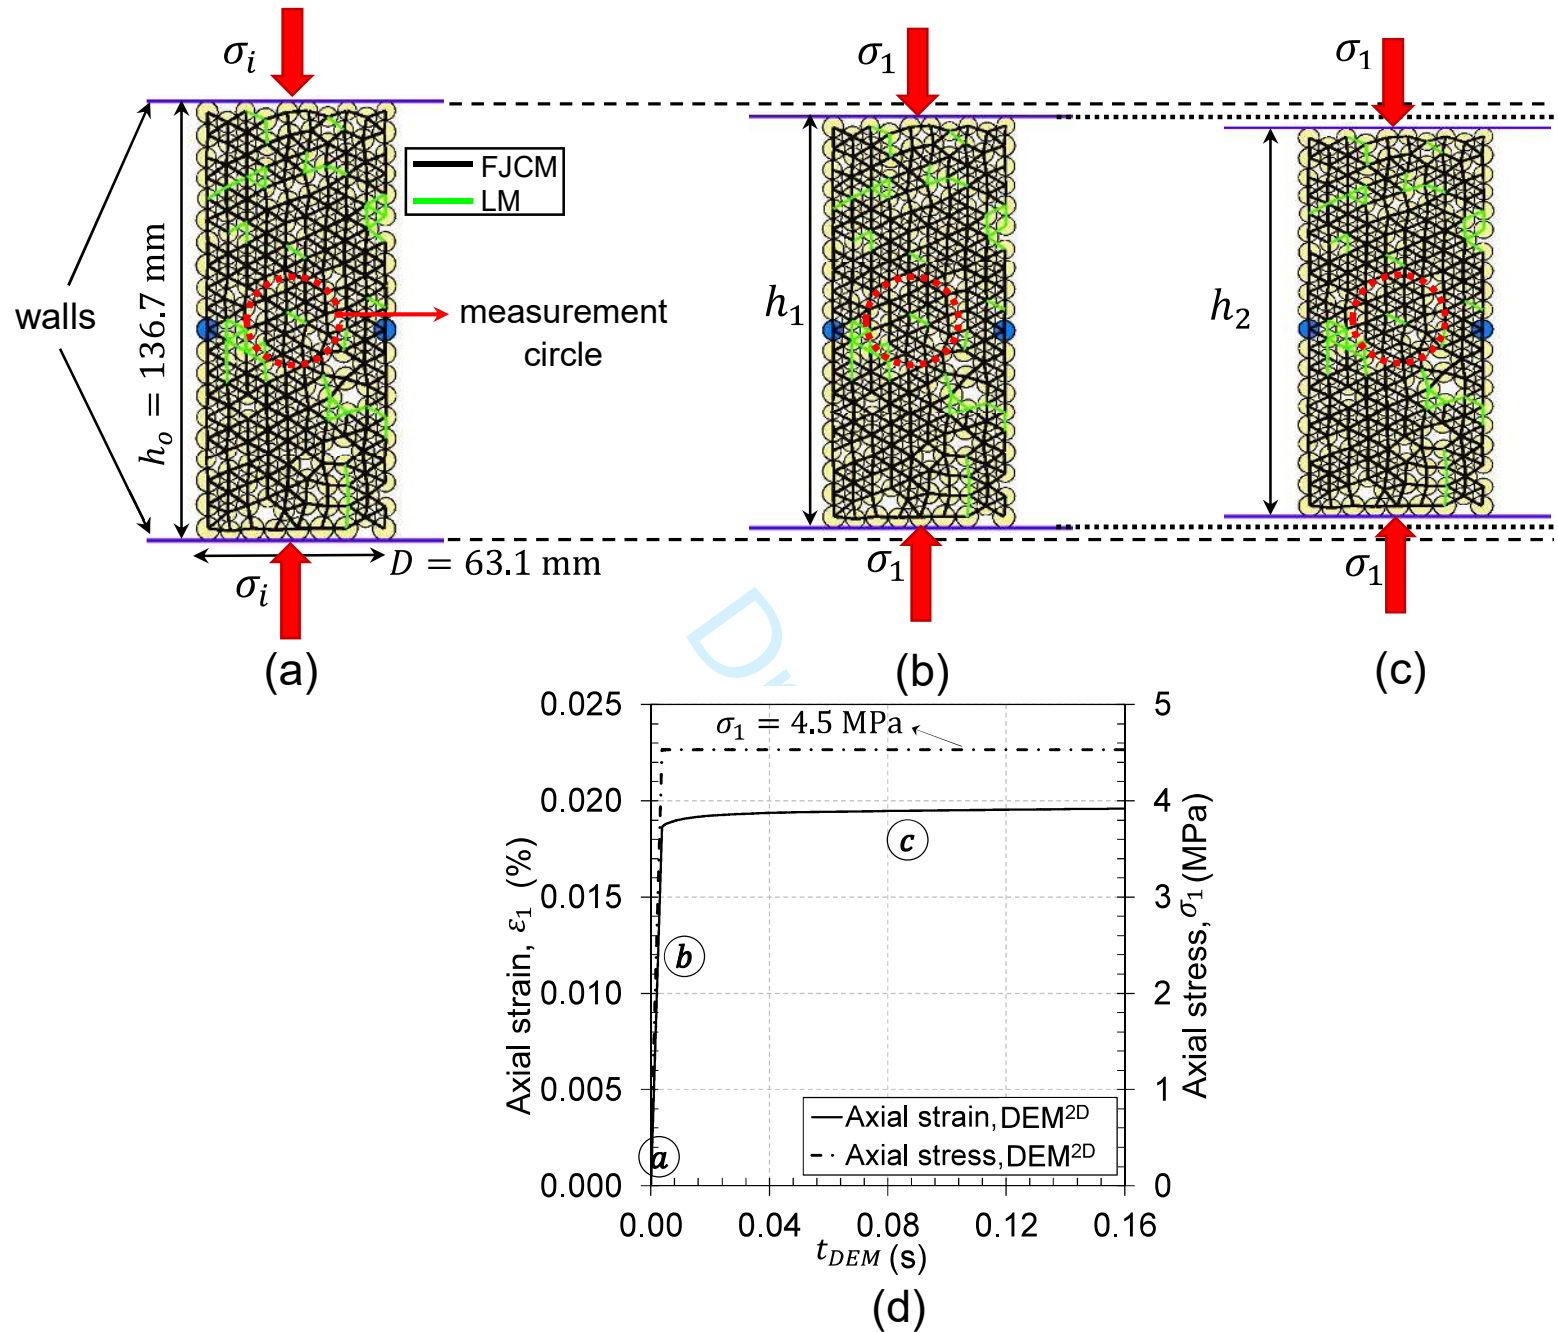 σᵢ
σ₁
σ₁
FJCM
LM
walls
hₒ = 136.7 mm
measurement
circle
h₁
h₂
D = 63.1 mm
σᵢ
σ₁
σ₁
(a)
(b)
(c)
σ₁ = 4.5 MPa
Axial strain, ε₁ (%)
0.025
0.020
0.015
0.010
0.005
0.000
5
4
3
2
1
0
Axial stress, σ₁ (MPa)
c
b
a
Axial strain, DEM²ᴰ
Axial stress, DEM²ᴰ
0.00 0.04 0.08 0.12 0.16
t_DEM (s)
(d)